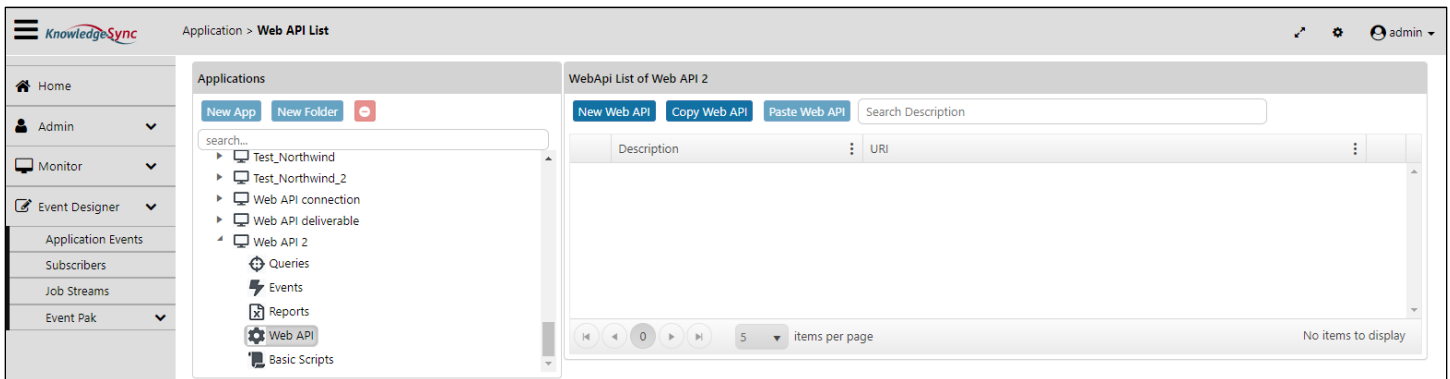 KnowledgeSync
Application > Web API List
admin
Home
Admin
Monitor
Event Designer
Application Events
Subscribers
Job Streams
Event Pak
Applications
New App New Folder
search...
Test_Northwind
Test_Northwind_2
Web API connection
Web API deliverable
Web API 2
Queries
Events
Reports
Web API
Basic Scripts
WebApi List of Web API 2
New Web API Copy Web API Paste Web API Search Description
Description URI
0 5 items per page No items to display